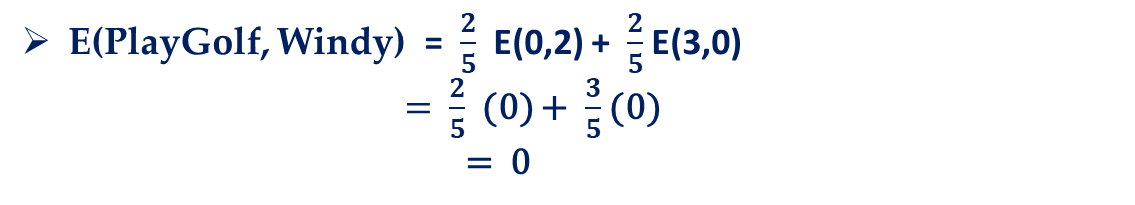 ➢ E(PlayGolf, Windy) = 2/5 E(0,2) + 2/5 E(3,0)
= 2/5 (0) + 3/5 (0)
= 0